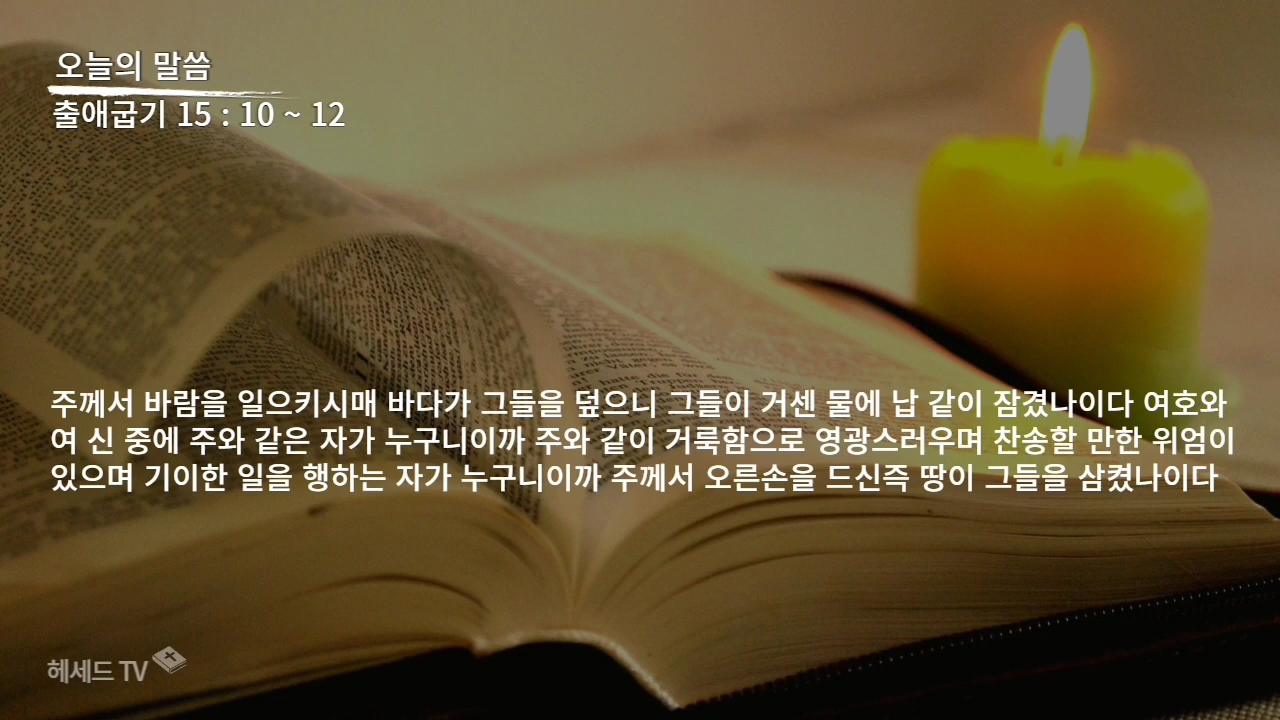 오늘의 말씀
출애굽기 15 : 10 ~ 12
주께서 바람을 일으키시매 바다가 그들을 덮으니 그들이 거센 물에 납 같이 잠겼나이다 여호와
여 신 중에 주와 같은 자가 누구니이까 주와 같이 거룩함으로 영광스러우며 찬송할 만한 위엄이
있으며 기이한 일을 행하는 자가 누구니이까 주께서 오른손을 드신즉 땅이 그들을 삼켰나이다
헤세드 TV